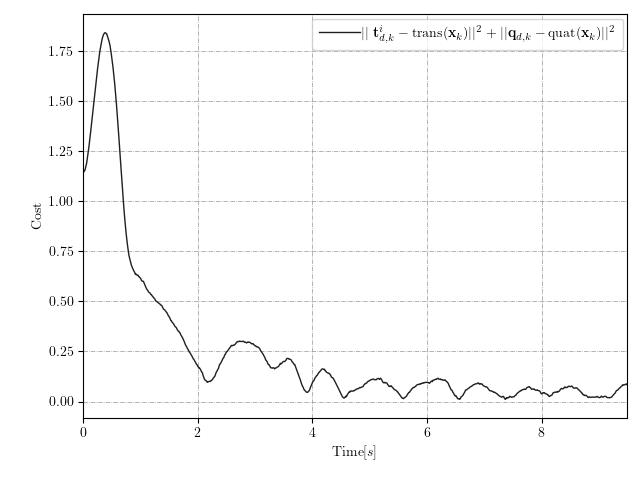 || t^i_{d,k} − trans(x_k)||² + ||q_{d,k} − quat(x_k)||²
1.75
1.50
1.25
1.00
0.75
0.50
0.25
0.00
Cost
0 2 4 6 8
Time[s]